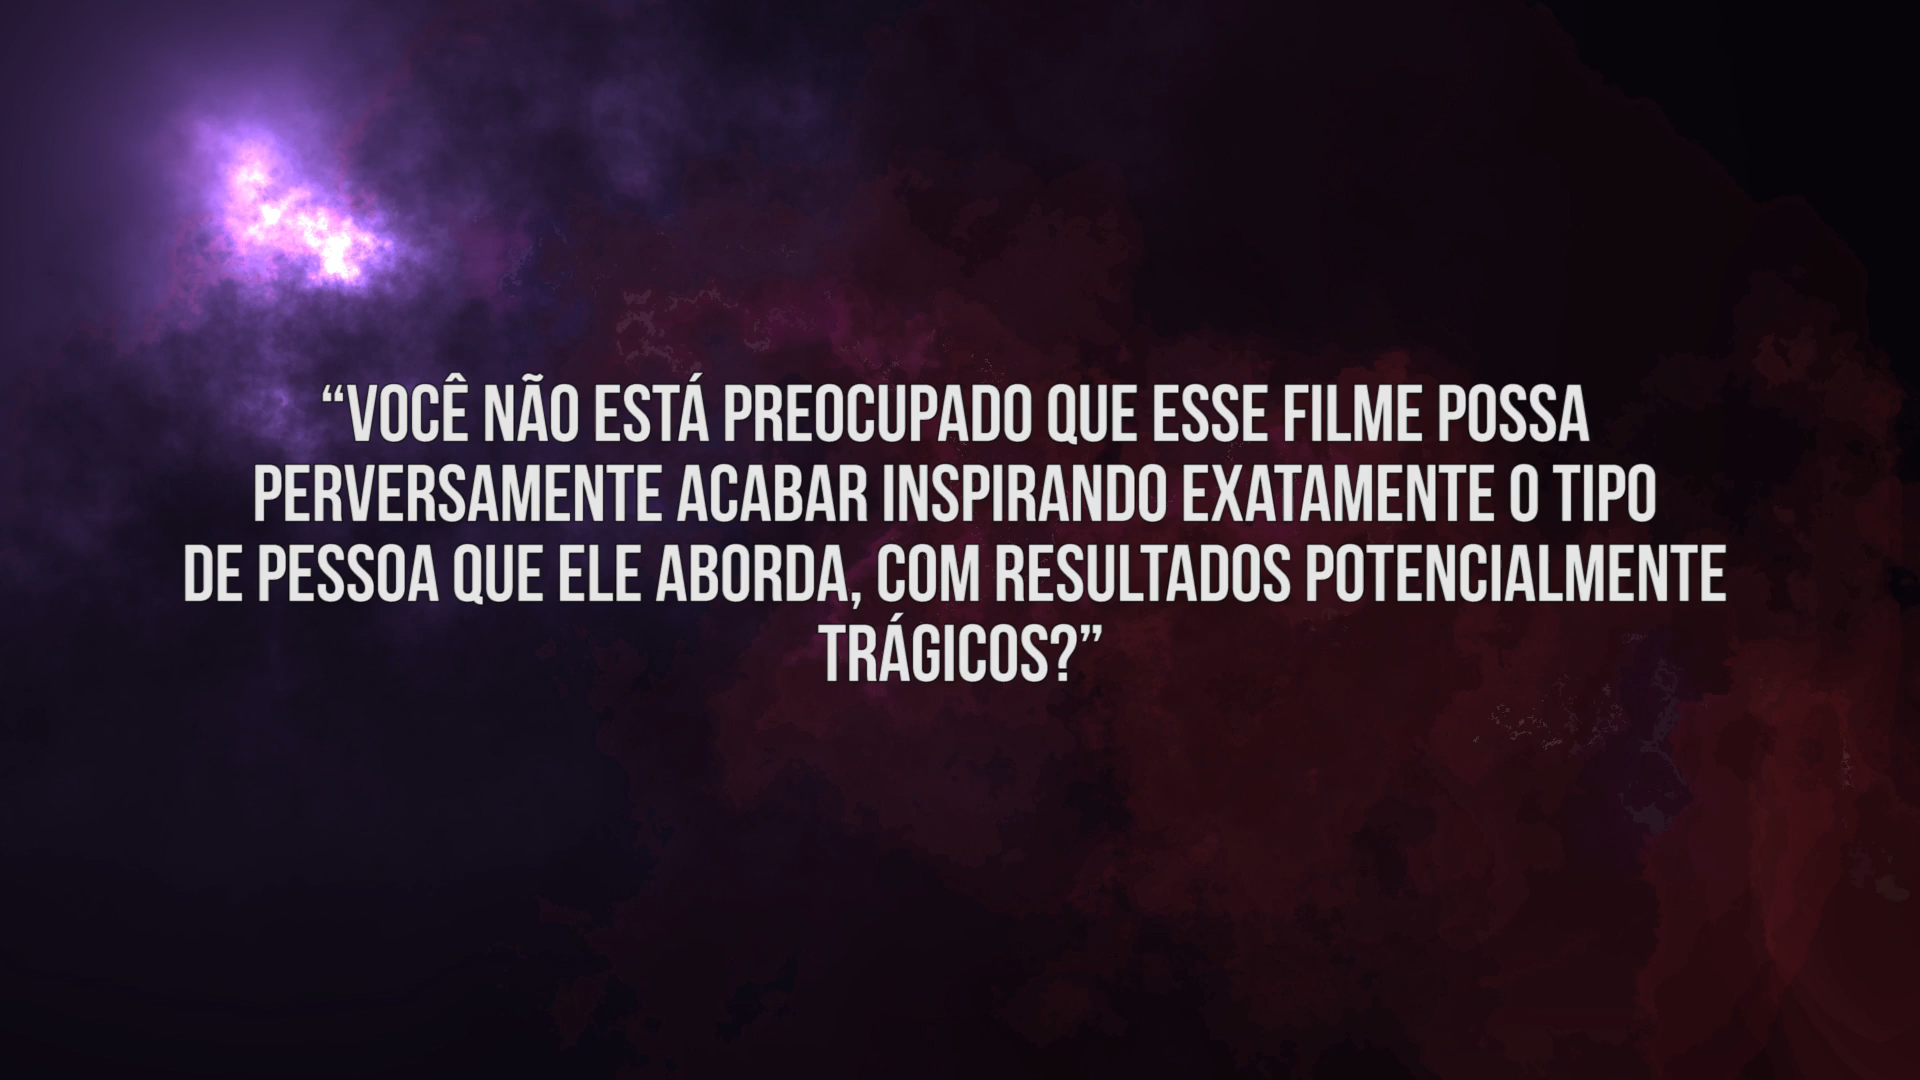 “VOCÊ NÃO ESTÁ PREOCUPADO QUE ESSE FILME POSSA
PERVERSAMENTE ACABAR INSPIRANDO EXATAMENTE O TIPO
DE PESSOA QUE ELE ABORDA, COM RESULTADOS POTENCIALMENTE
TRÁGICOS?”